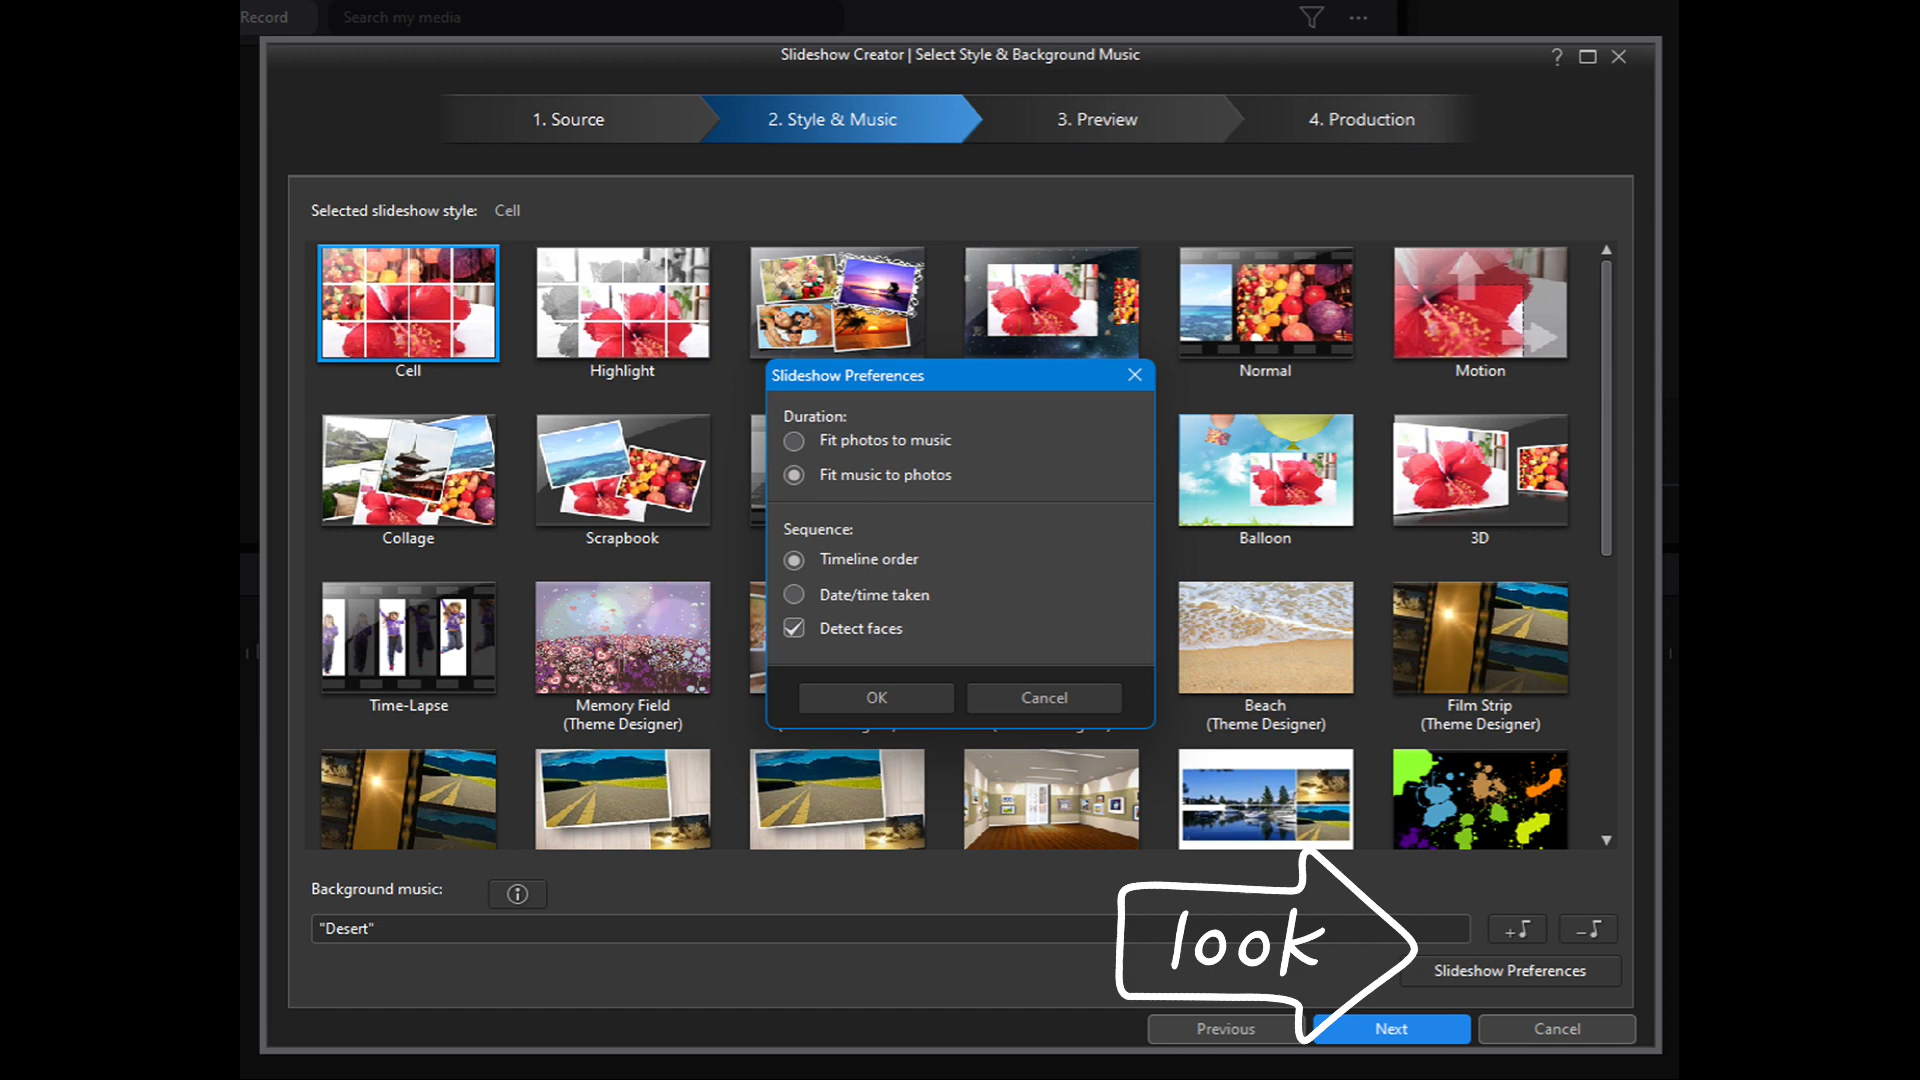 Record
Search my media
Slideshow Creator | Select Style & Background Music
?
1. Source
2. Style & Music
3. Preview
4. Production
Selected slideshow style: Cell
Cell
Highlight
Normal
Motion
Slideshow Preferences
Duration:
Fit photos to music
Fit music to photos
Sequence:
Timeline order
Date/time taken
Detect faces
OK
Cancel
Collage
Scrapbook
Balloon
3D
Time-Lapse
Memory Field
(Theme Designer)
Beach
(Theme Designer)
Film Strip
(Theme Designer)
Background music:
"Desert"
look
Slideshow Preferences
Previous
Next
Cancel